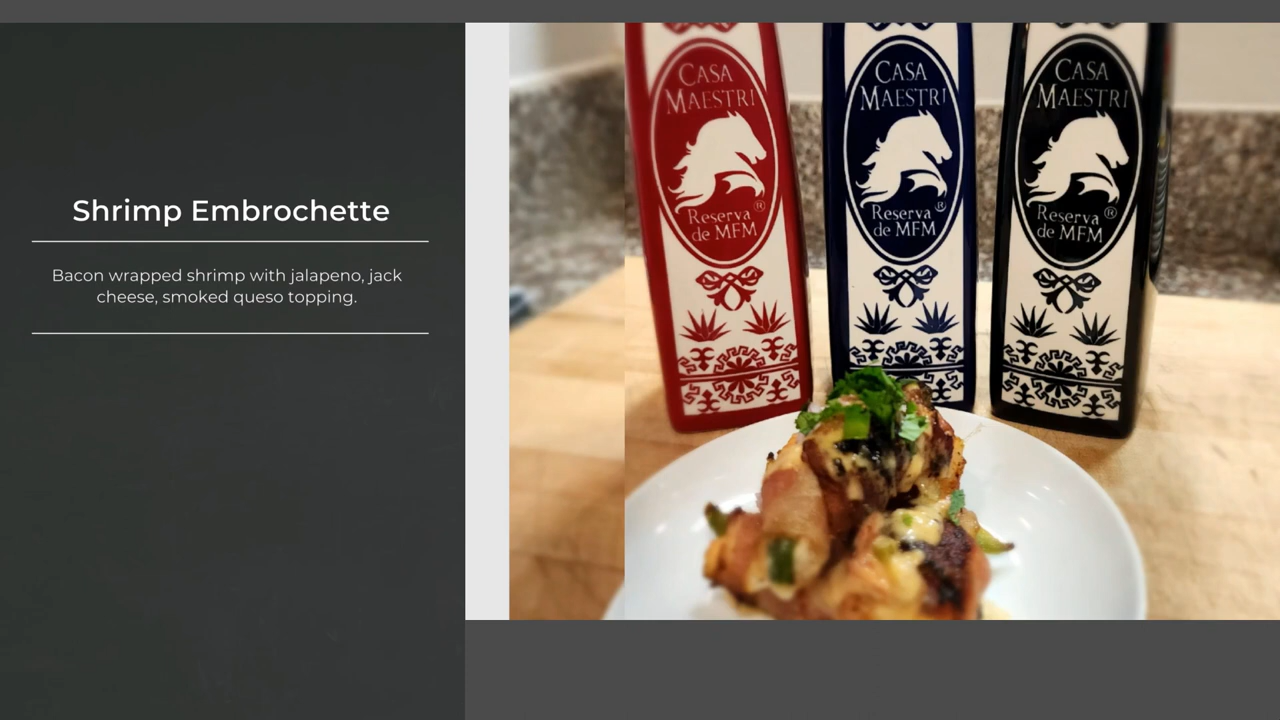 Shrimp Embrochette
Bacon wrapped shrimp with jalapeno, jack
cheese, smoked queso topping.
CASA
MAESTRI
Reserva ®
de MFM
CASA
MAESTRI
Reserva ®
de MFM
CASA
MAESTRI
Reserva ®
de MFM